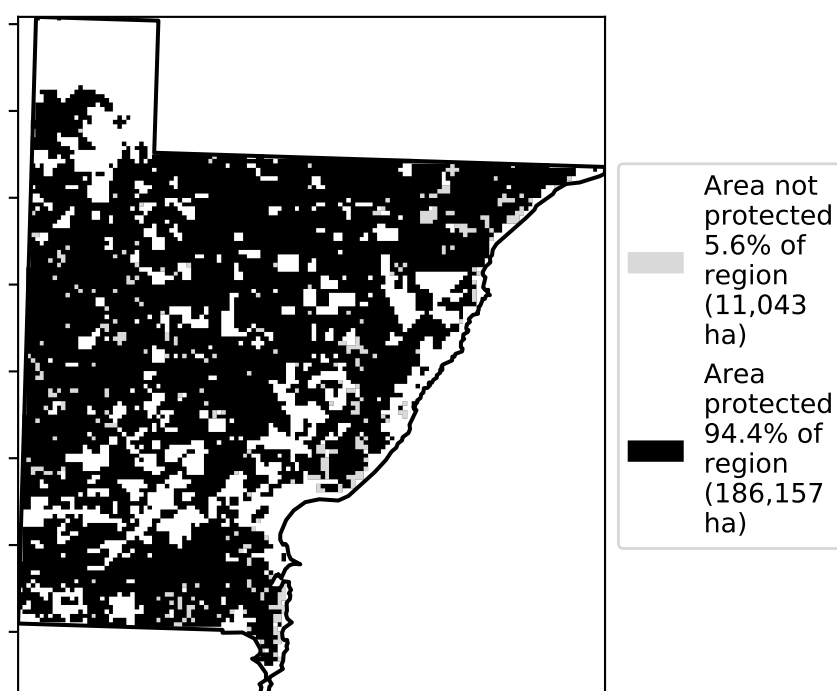 Area not
protected
5.6% of
region
(11,043
ha)
Area
protected
94.4% of
region
(186,157
ha)